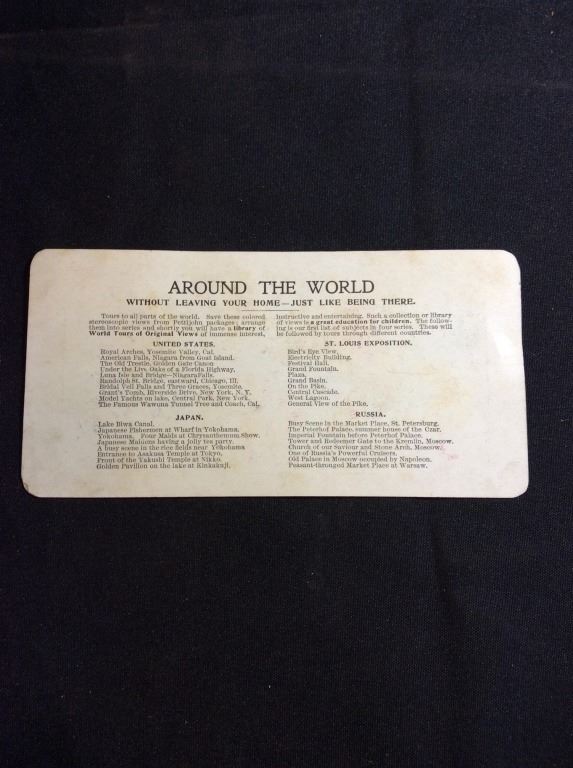 AROUND THE WORLD
WITHOUT LEAVING YOUR HOME—JUST LIKE BEING THERE.
Tours to all parts of the world. Save these colored
stereoscopic views from Pettijohn packages; arrange
them into series and shortly you will have a library of
World Tours of Original Views of immense interest,
instructive and entertaining. Such a collection or library
of views is a great education for children. The follow-
ing is our first list of subjects in four series. These will
be followed by tours through different countries.
UNITED STATES.
Royal Arches, Yosemite Valley, Cal.
American Falls, Niagara from Goat Island.
The Old Trestle, Golden Gate Canon
Under the Live Oaks of a Florida Highway.
Luna Isle and Bridge—Niagara Falls.
Randolph St. Bridge, eastward, Chicago, Ill.
Bridal Veil Falls and Three Graces, Yosemite.
Grant's Tomb, Riverside Drive, New York, N. Y.
Model Yachts on lake, Central Park, New York.
The Famous Wawona Tunnel Tree and Coach, Cal.
ST. LOUIS EXPOSITION.
Bird's Eye View.
Electricity Building.
Festival Hall.
Grand Fountain.
Plaza.
Grand Basin.
On the Pike.
Central Cascade.
West Lagoon.
General View of the Pike.
JAPAN.
Lake Biwa Canal.
Japanese Fishermen at Wharf in Yokohama.
Yokohama. Four Maids at Chrysanthemum Show.
Japanese Maidens having a jolly tea party.
A busy scene in the rice fields near Yokohama
Entrance to Asakusa Temple at Tokyo.
Front of the Yakushi Temple at Nikko.
Golden Pavilion on the lake at Kinkakuji.
RUSSIA.
Busy Scene in the Market Place, St. Petersburg.
The Peterhof Palace, summer house of the Czar.
Imperial Fountain before Peterhof Palace.
Tower and Redeemer Gate to the Kremlin, Moscow.
Church of our Saviour and Stone Arch, Moscow.
One of Russia's Powerful Cruisers.
Old Palace in Moscow occupied by Napoleon.
Peasant-thronged Market Place at Warsaw.